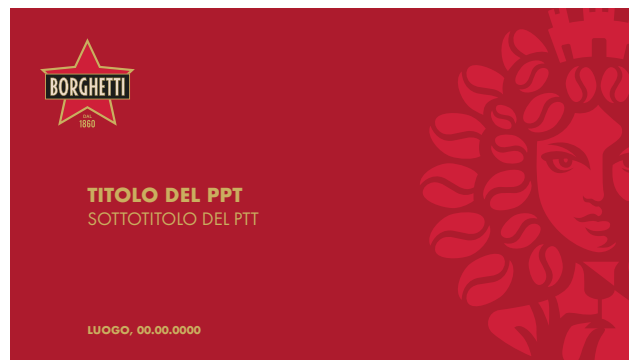 BORGHETTI
DAL
1860
TITOLO DEL PPT
SOTTOTITOLO DEL PTT
LUOGO, 00.00.0000